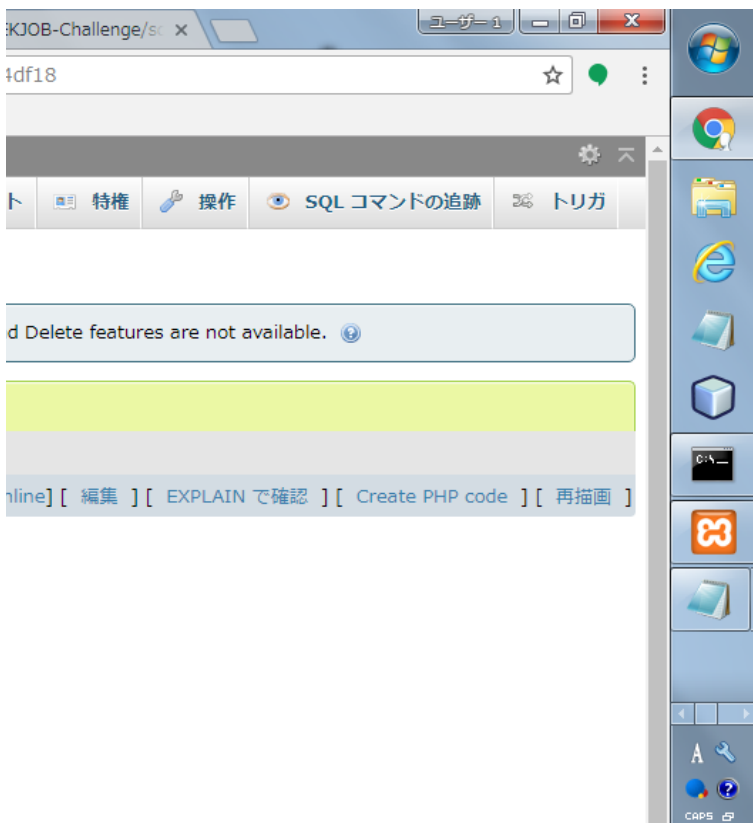 EKJOB-Challenge/sc
ユーザー 1
4df18
ト 特権 操作 SQL コマンドの追跡 トリガ
d Delete features are not available.
nline] [ 編集 ] [ EXPLAIN で確認 ] [ Create PHP code ] [ 再描画 ]
C:\_
A
CAPS